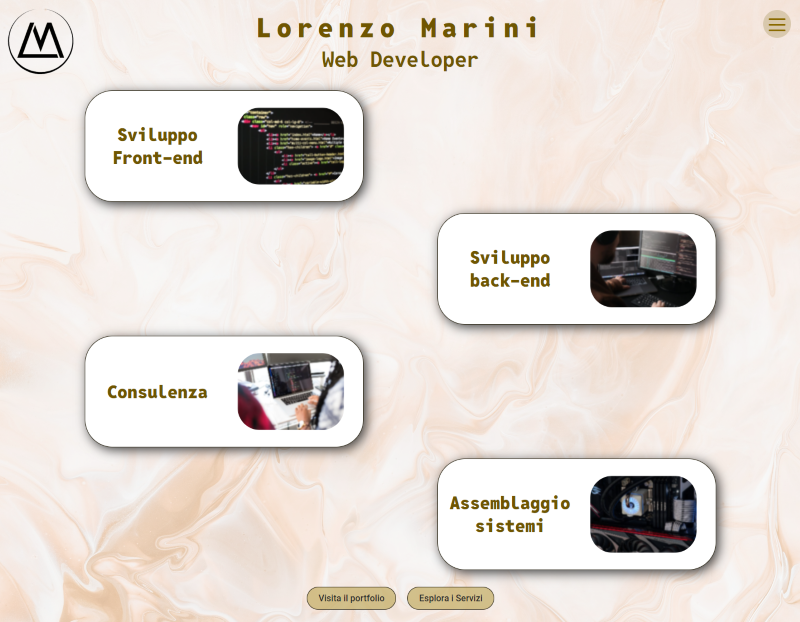 Lorenzo Marini
Web Developer
Sviluppo
Front-end
Sviluppo
back-end
Consulenza
Assemblaggio
sistemi
Visita il portfolio
Esplora i Servizi